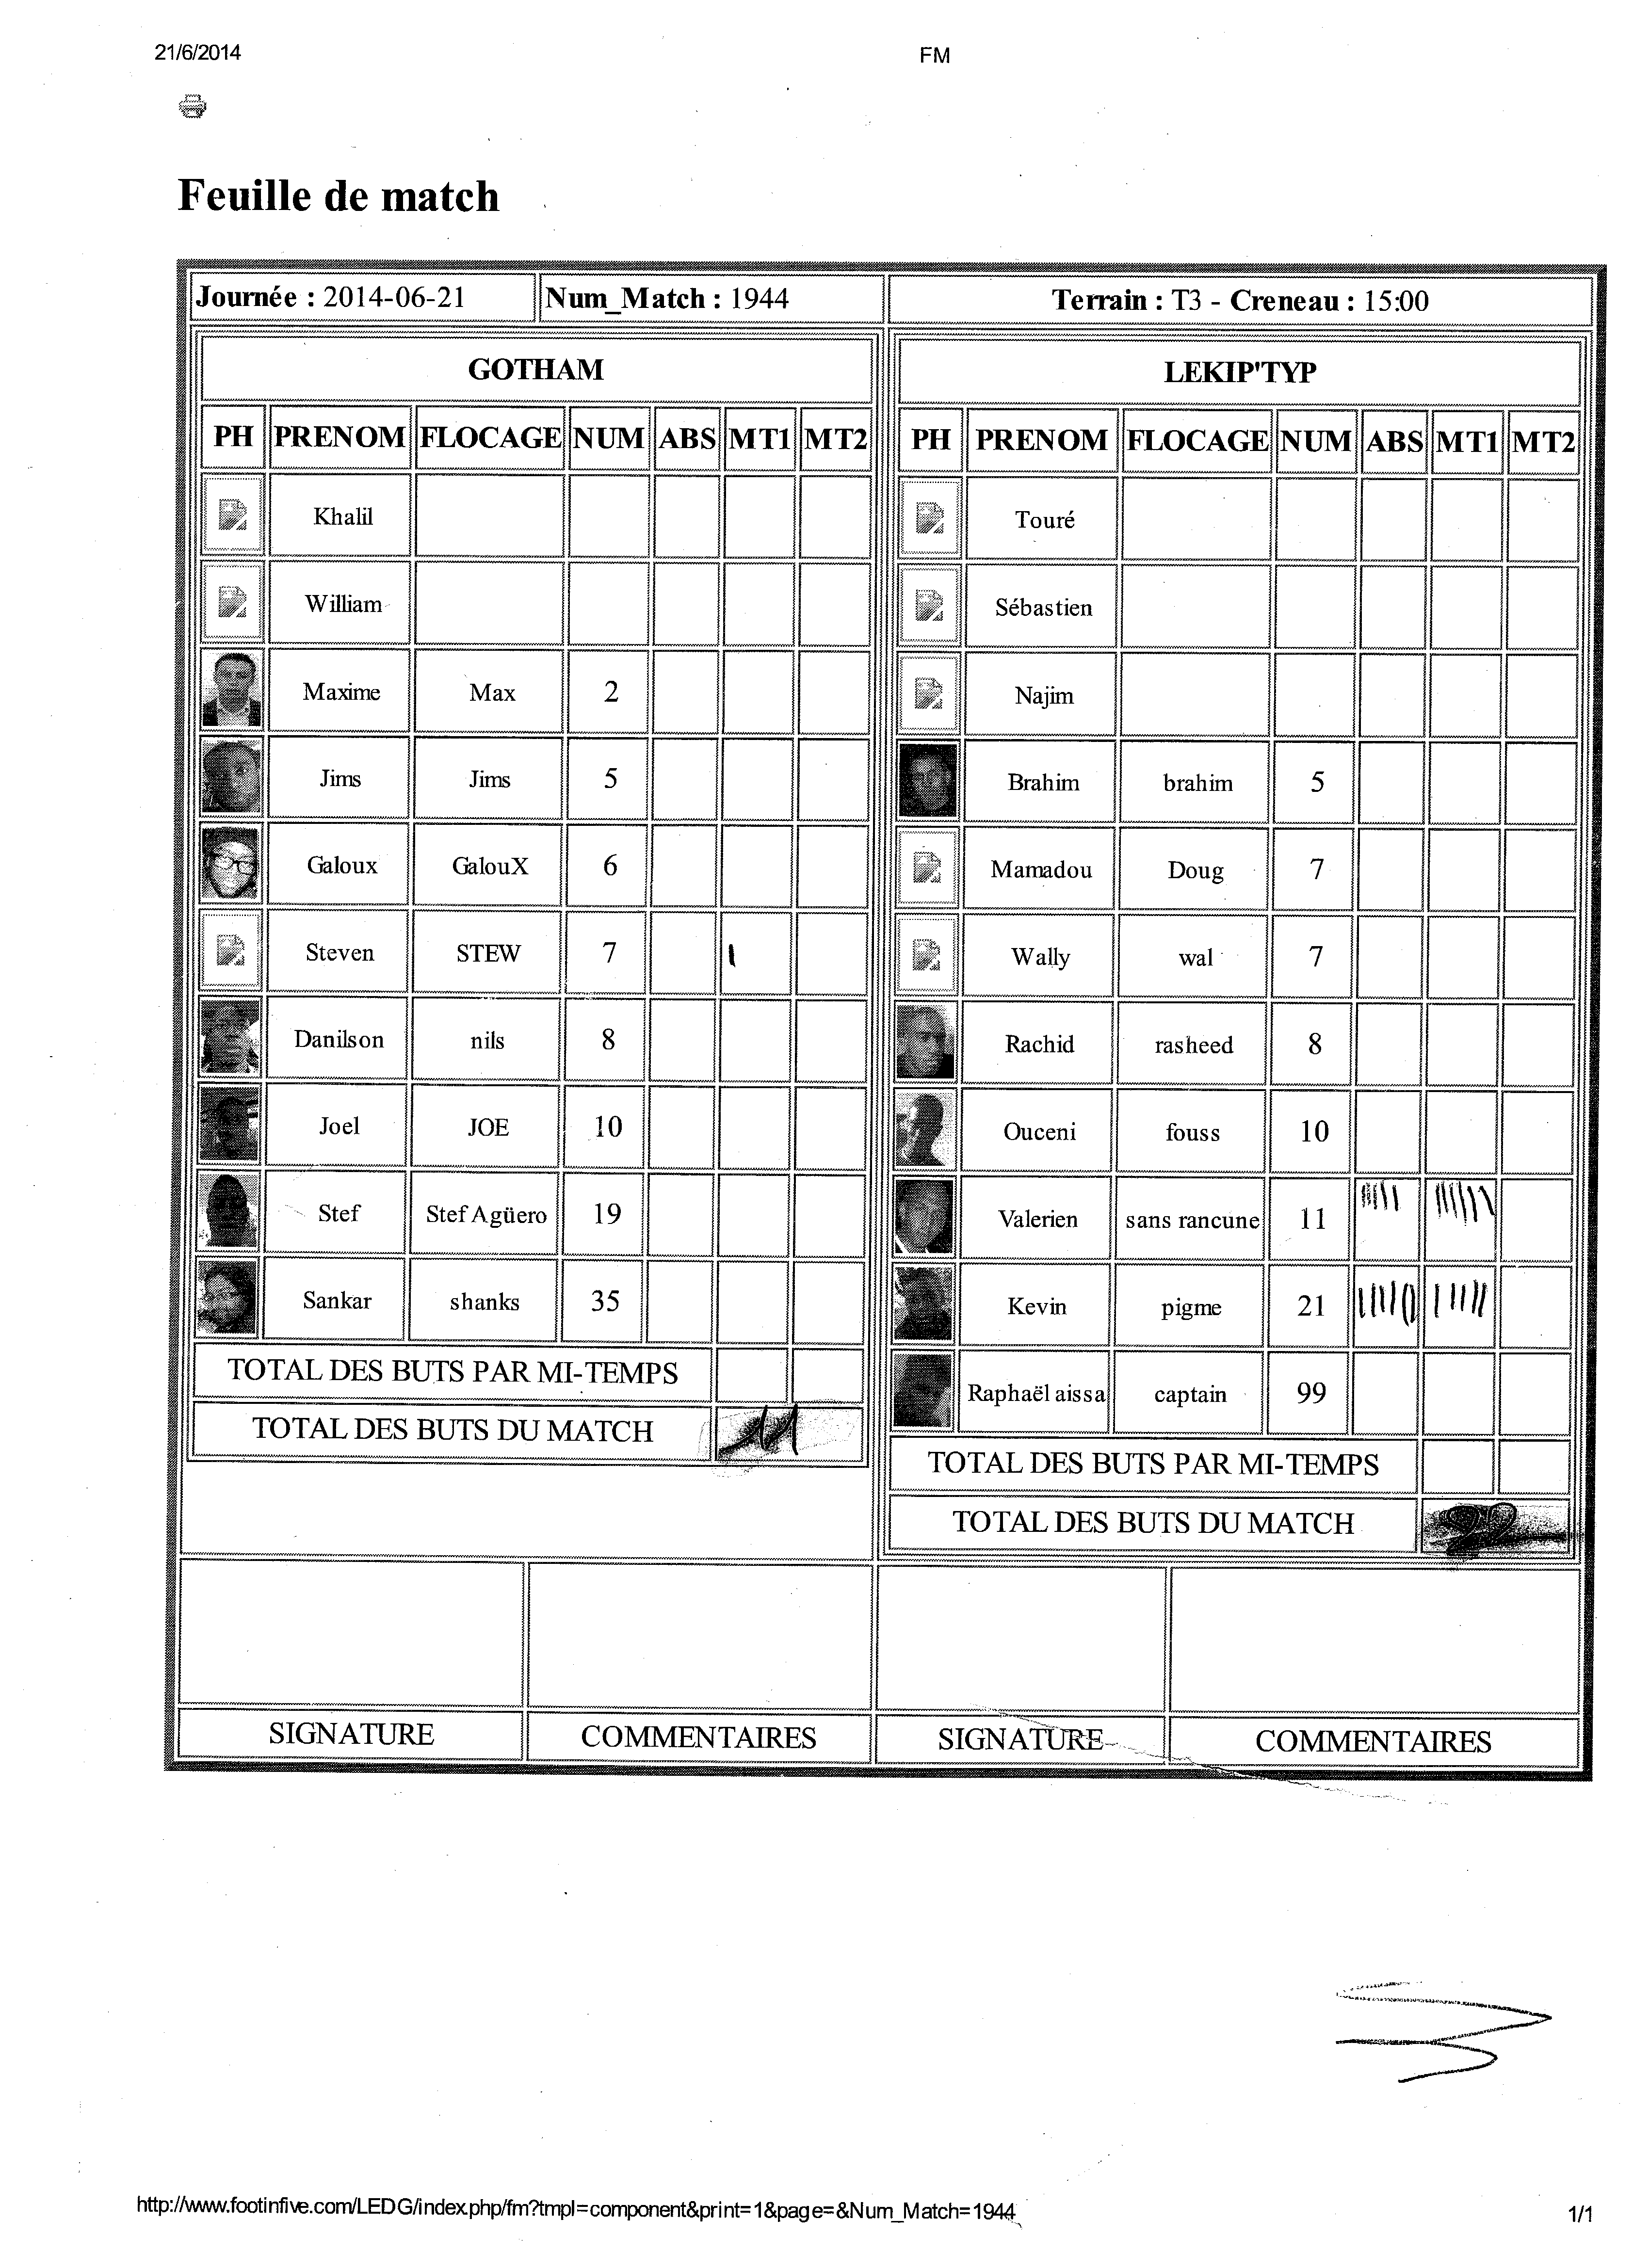 21/6/2014 FM
Feuille de match
Journée : 2014-06-21 Num_Match : 1944 Terrain : T3 - Creneau : 15:00
GOTHAM
PH PRENOM FLOCAGE NUM ABS MT1 MT2
Khalil
William
Maxime Max 2
Jims Jims 5
Galoux GalouX 6
Steven STEW 7
Danilson nils 8
Joel JOE 10
Stef Stef Agüero 19
Sankar shanks 35
TOTAL DES BUTS PAR MI-TEMPS
TOTAL DES BUTS DU MATCH 11
LEKIP'TYP
PH PRENOM FLOCAGE NUM ABS MT1 MT2
Touré
Sébastien
Najim
Brahim brahim 5
Mamadou Doug 7
Wally wal 7
Rachid rasheed 8
Ouceni fouss 10
Valerien sans rancune 11
Kevin pigme 21
Raphaël aissa captain 99
TOTAL DES BUTS PAR MI-TEMPS
TOTAL DES BUTS DU MATCH
SIGNATURE COMMENTAIRES SIGNATURE COMMENTAIRES
http://www.footinfive.com/LEDG/index.php/fm?tmpl=component&print=1&page=&Num_Match=1944 1/1